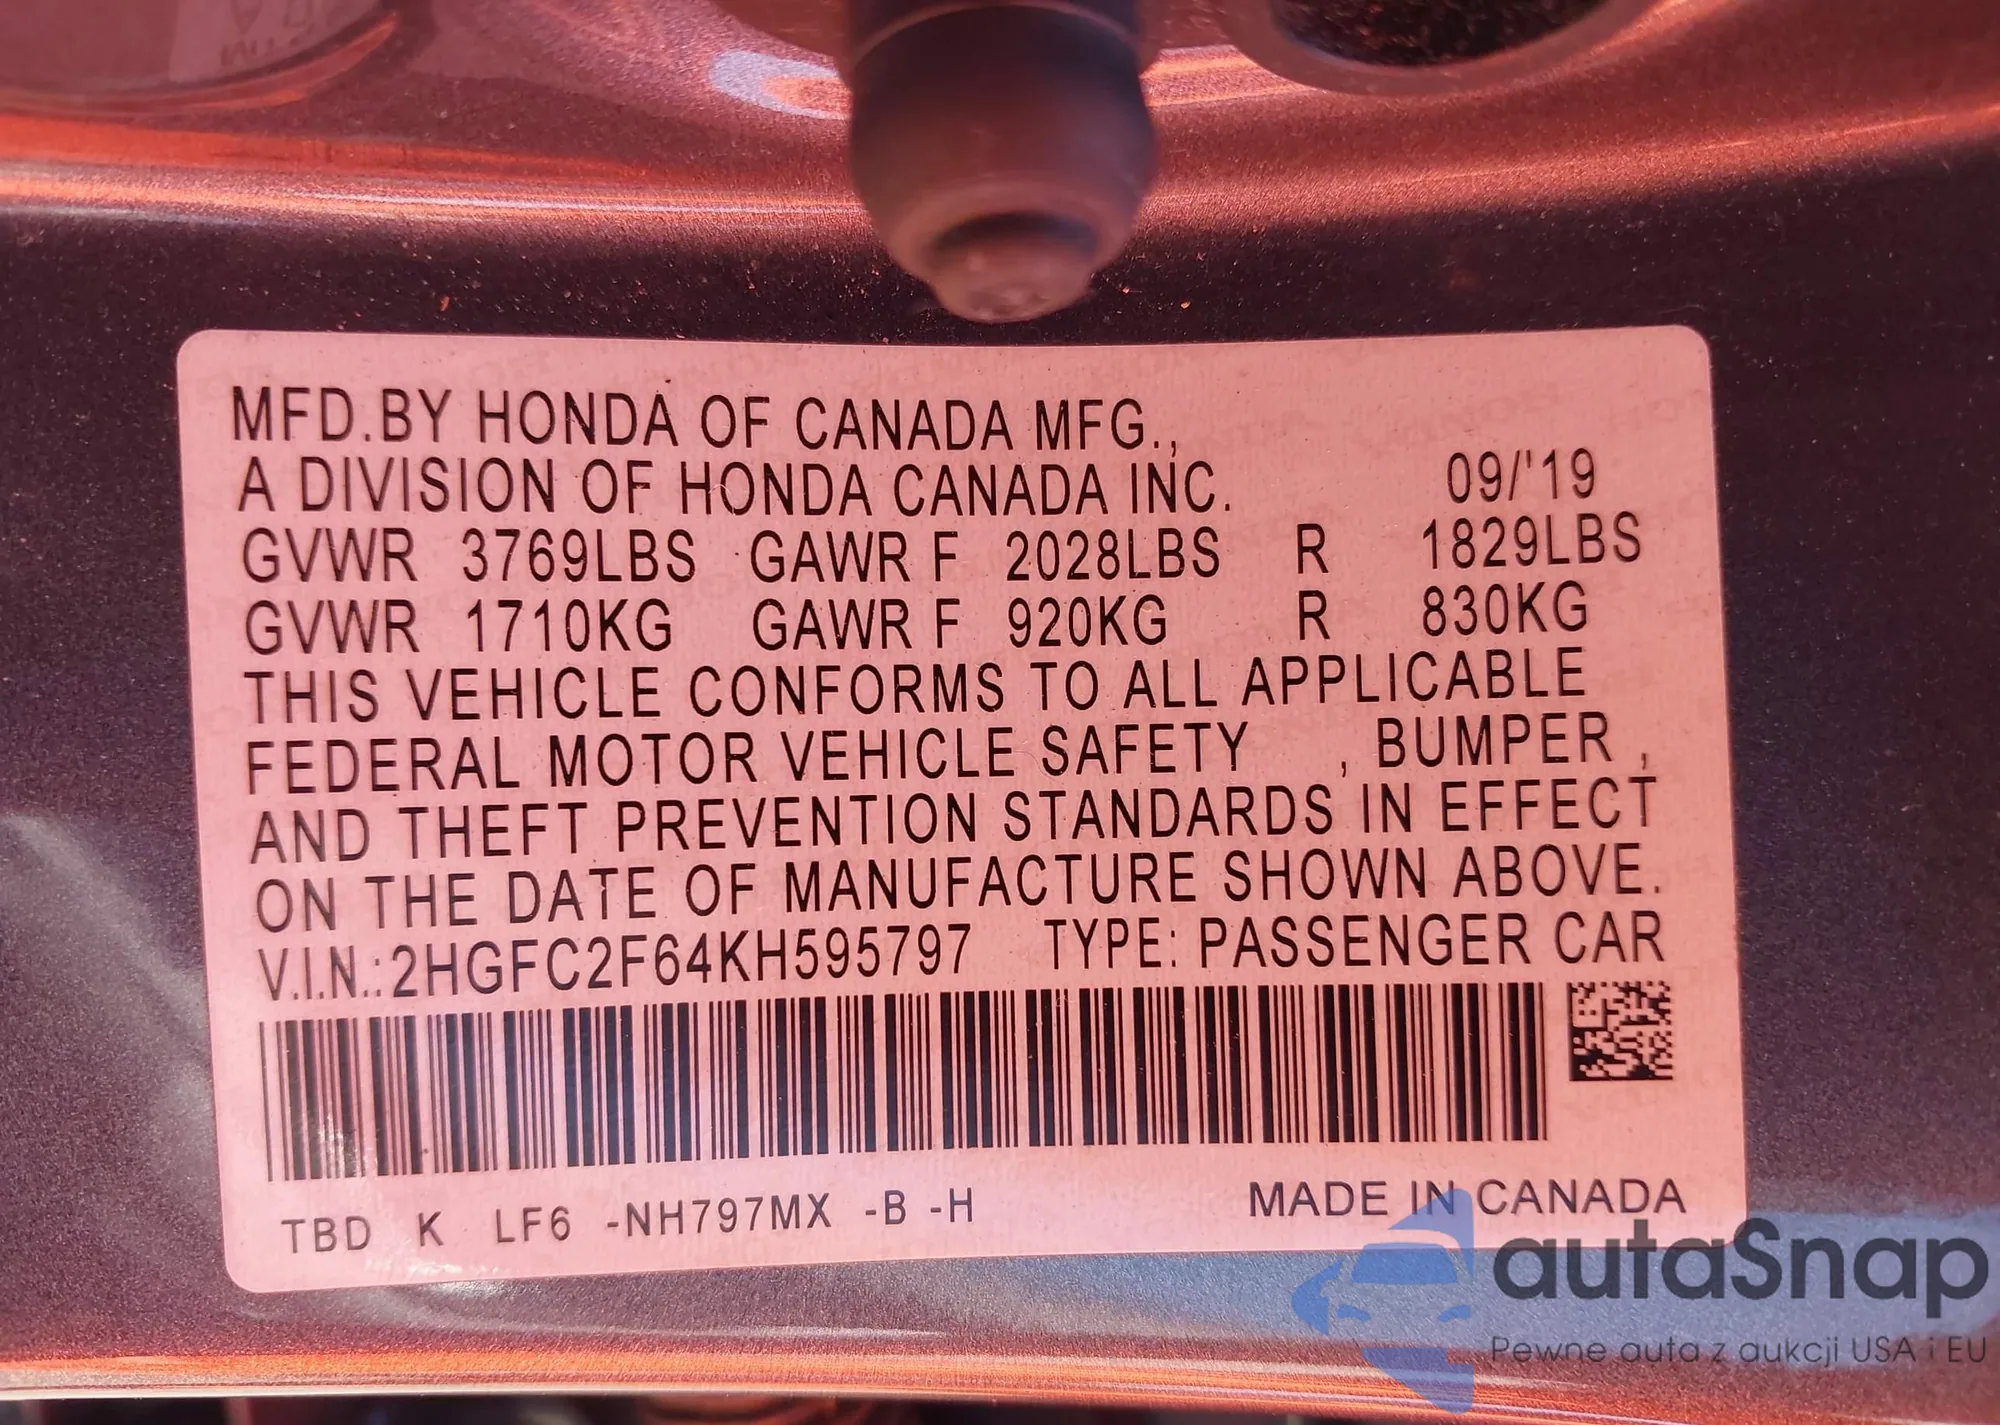 MFD.BY HONDA OF CANADA MFG.,
A DIVISION OF HONDA CANADA INC. 09/'19
GVWR 3769LBS GAWR F 2028LBS R 1829LBS
GVWR 1710KG GAWR F 920KG R 830KG
THIS VEHICLE CONFORMS TO ALL APPLICABLE
FEDERAL MOTOR VEHICLE SAFETY , BUMPER ,
AND THEFT PREVENTION STANDARDS IN EFFECT
ON THE DATE OF MANUFACTURE SHOWN ABOVE.
V.I.N.:2HGFC2F64KH595797 TYPE: PASSENGER CAR
TBD K LF6 -NH797MX -B -H MADE IN CANADA
autaSnap
Pewne auta z aukcji USA i EU